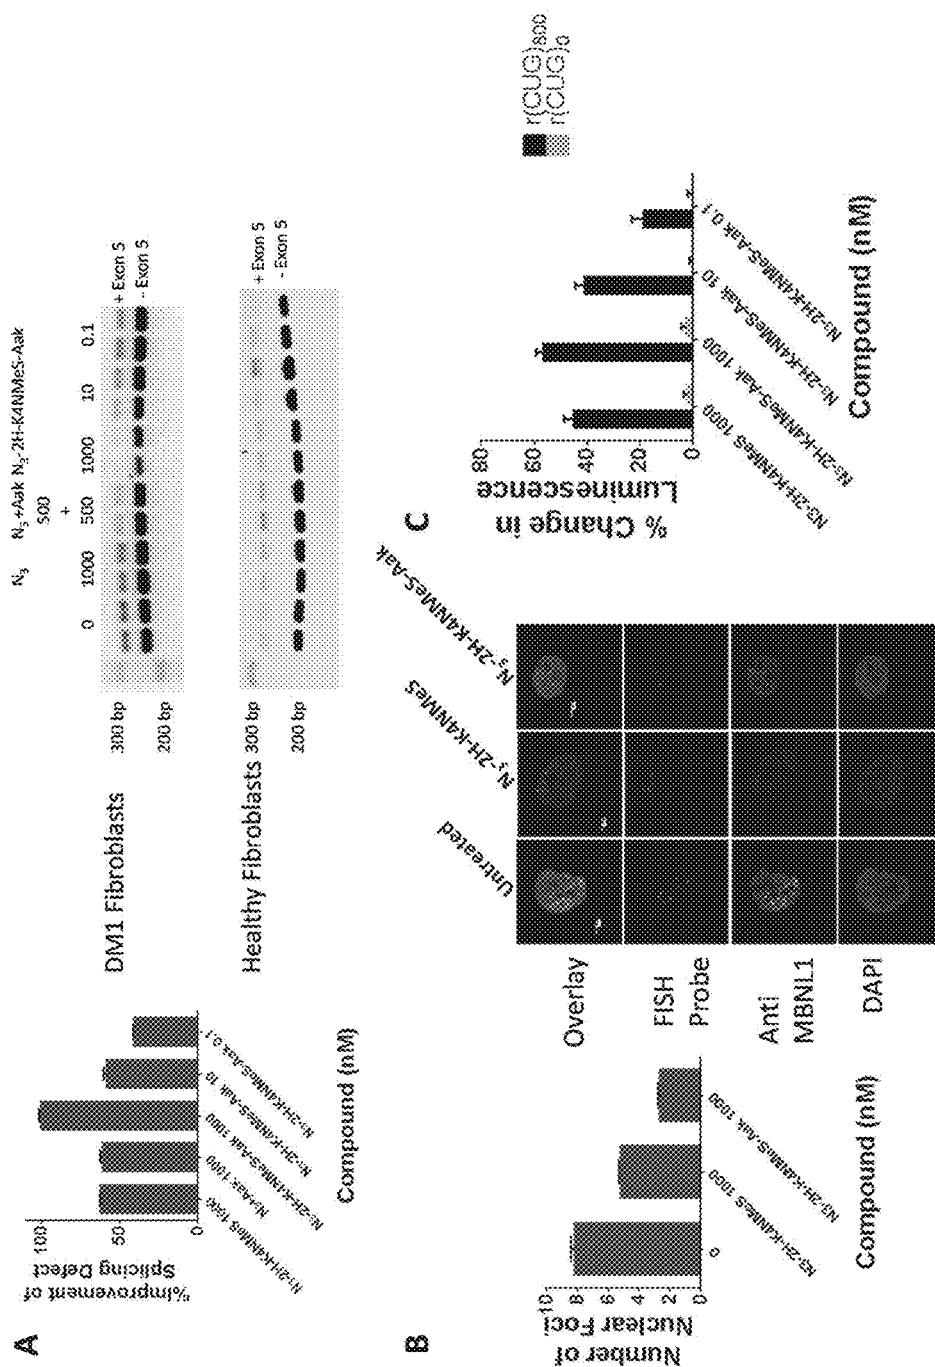 A
%Improvement of
Splicing Defect
100
50
0
N₃-2H-K4NMeS 1000
N₃+Aak 1000
N₃-2H-K4NMeS-Aak 1000
N₃-2H-K4NMeS-Aak 10
N₃-2H-K4NMeS-Aak 0.1
Compound (nM)
N₃ N₃+Aak N₃-2H-K4NMeS-Aak
500
+
0 1000 500 1000 10 0.1
DM1 Fibroblasts
300 bp
200 bp
+ Exon 5
- Exon 5
Healthy Fibroblasts
300 bp
200 bp
+ Exon 5
- Exon 5
B
Number of
Nuclear Foci
10
8
6
4
2
0
0
N3-2H-K4NMeS 1000
N3-2H-K4NMeS-Aak 1000
Compound (nM)
Untreated
N₃-2H-K4NMeS
N₃-2H-K4NMeS-Aak
Overlay
FISH
Probe
Anti
MBNL1
DAPI
C
% Change in
Luminescence
80
60
40
20
0
N3-2H-K4NMeS 1000
N₃-2H-K4NMeS-Aak 1000
N₃-2H-K4NMeS-Aak 10
N₃-2H-K4NMeS-Aak 0.1
Compound (nM)
r(CUG)₈₀₀
r(CUG)₀